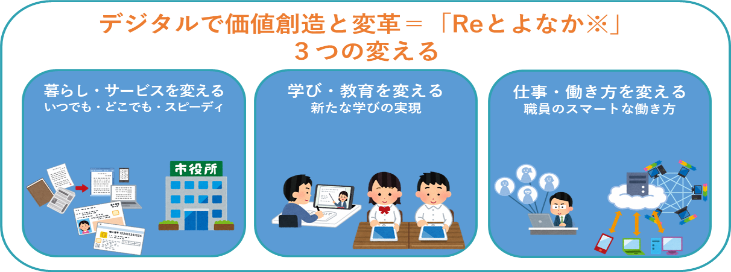 デジタルで価値創造と変革＝「Reとよなか※」
３つの変える
暮らし・サービスを変える
いつでも・どこでも・スピーディ
学び・教育を変える
新たな学びの実現
仕事・働き方を変える
職員のスマートな働き方
市役所